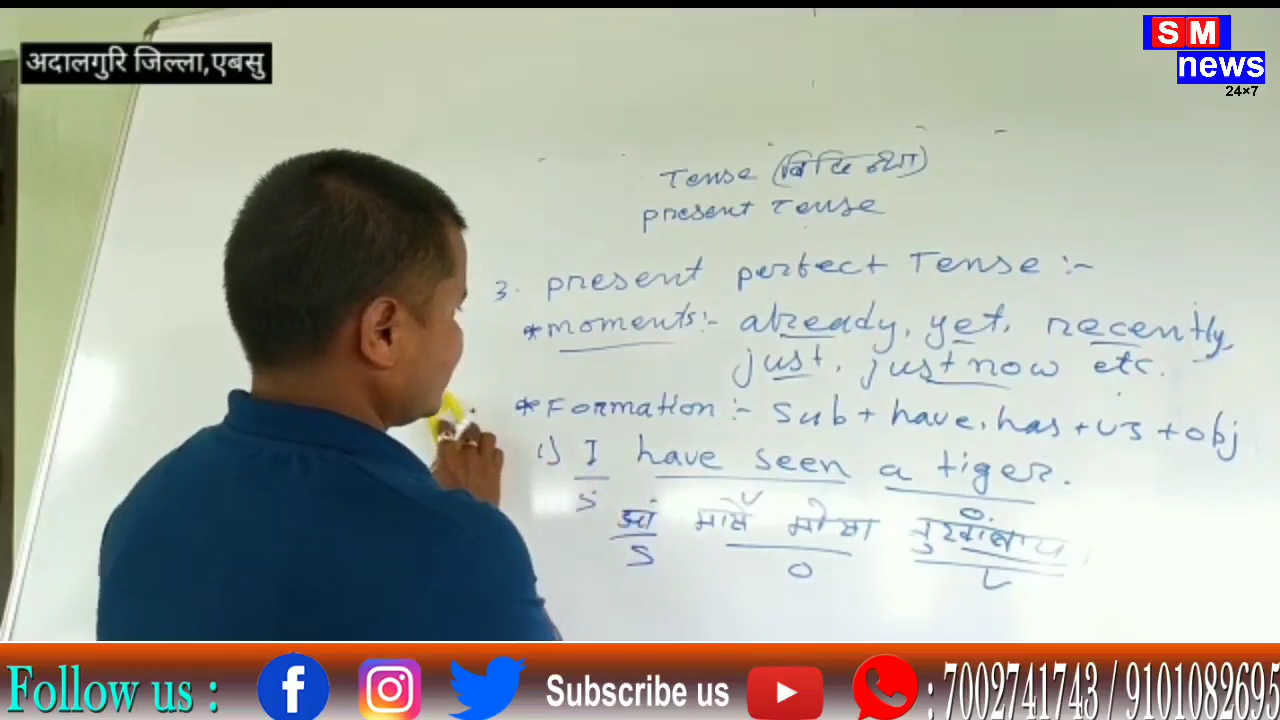 अदालगुरि जिल्ला,एबसु
SM
news
24×7
Tense
present Tense
3. present perfect Tense :-
*moments:- already, yet, recently,
just, just now etc.
*Formation :- Sub + have, has + v3 + obj
1) I have seen a tiger.
S V O
आं मोसा
S O V
Follow us :
Subscribe us
: 7002741743 / 9101082695